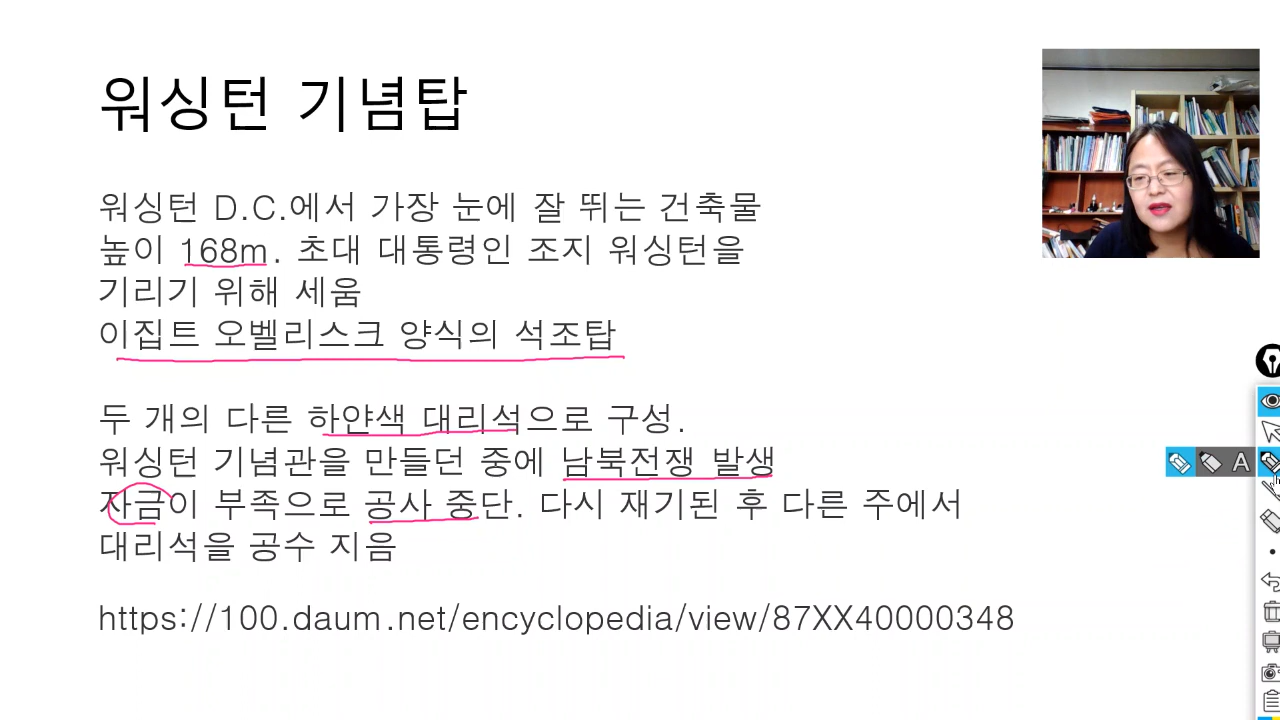 워싱턴 기념탑
워싱턴 D.C.에서 가장 눈에 잘 뛰는 건축물
높이 168m. 초대 대통령인 조지 워싱턴을
기리기 위해 세움
이집트 오벨리스크 양식의 석조탑
두 개의 다른 하얀색 대리석으로 구성.
워싱턴 기념관을 만들던 중에 남북전쟁 발생
자금이 부족으로 공사 중단. 다시 재기된 후 다른 주에서
대리석을 공수 지음
https://100.daum.net/encyclopedia/view/87XX40000348
A